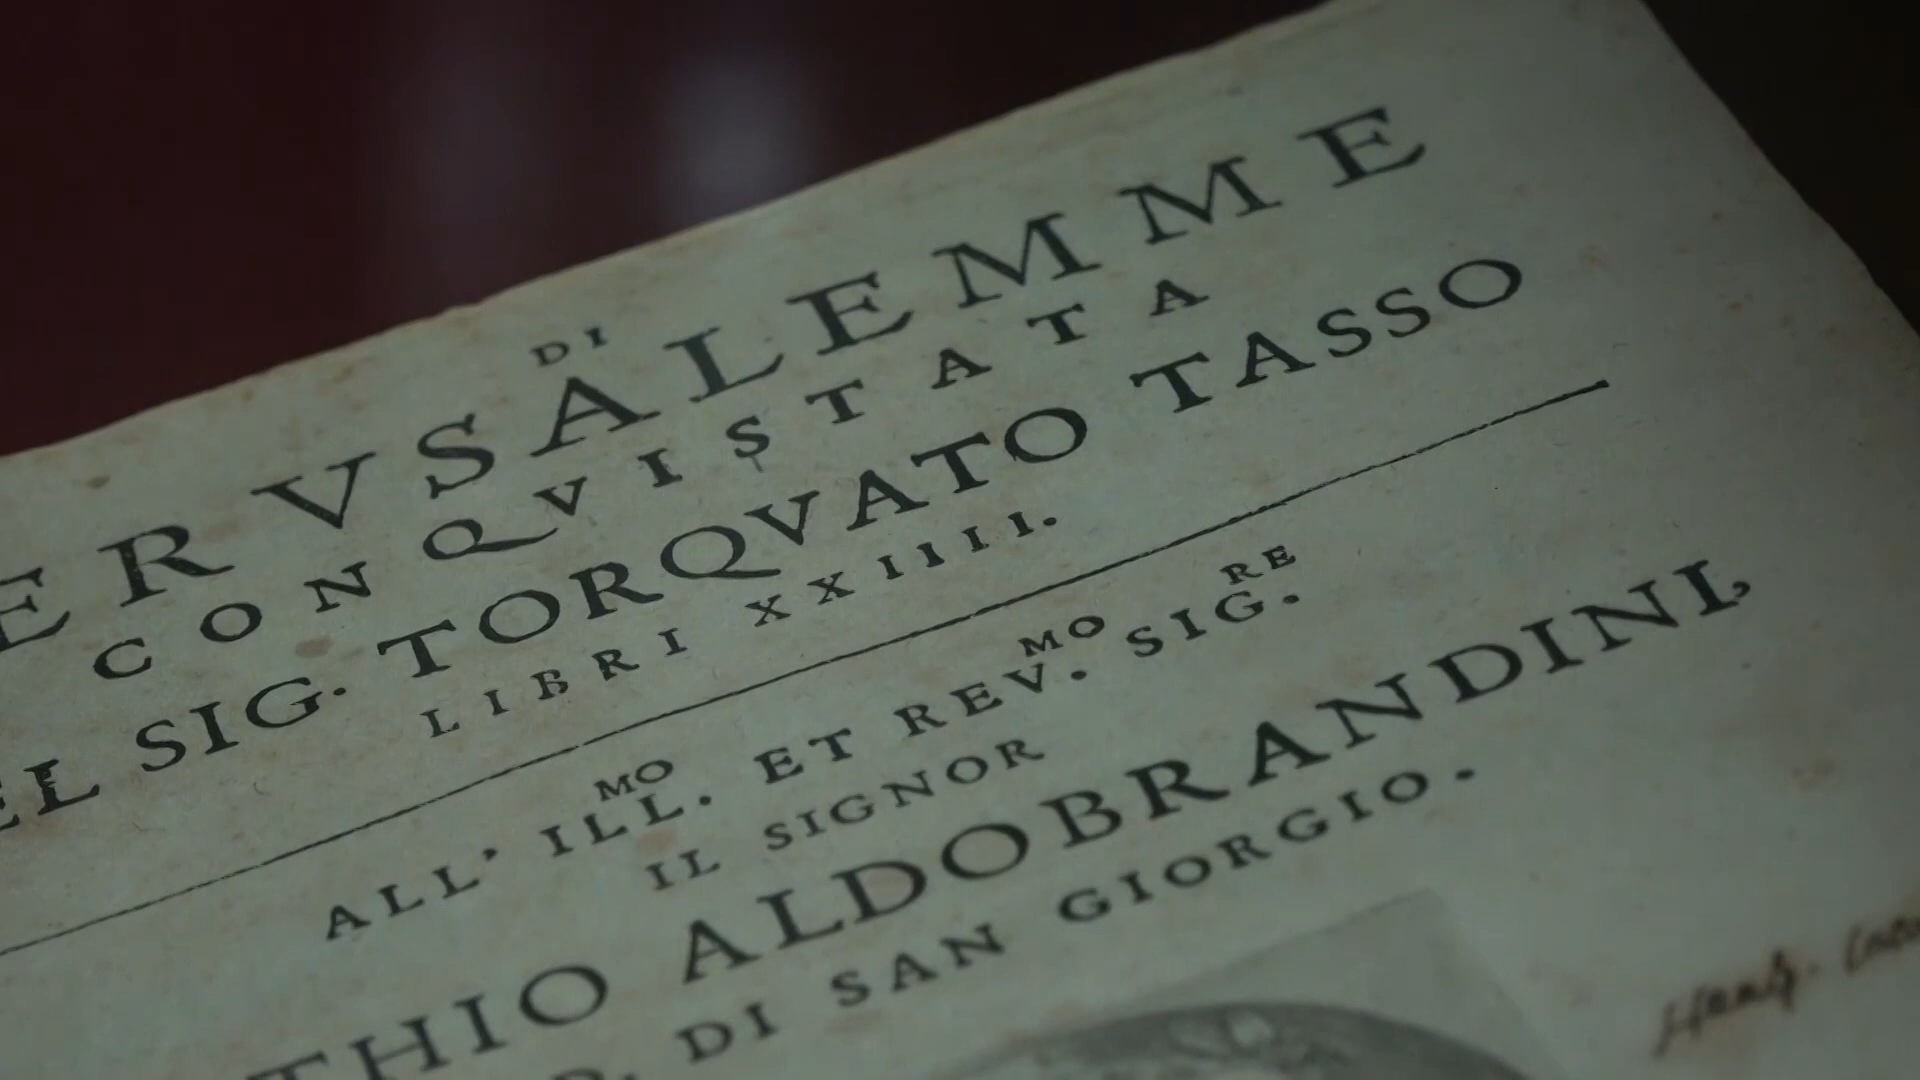 DI
ERVSALEMME
CONQVISTATA
EL SIG. TORQVATO TASSO
LIBRI XXIIII.
ALL' ILL.MO ET REV.MO SIG.RE
IL SIGNOR
THIO ALDOBRANDINI,
DI SAN GIORGIO.